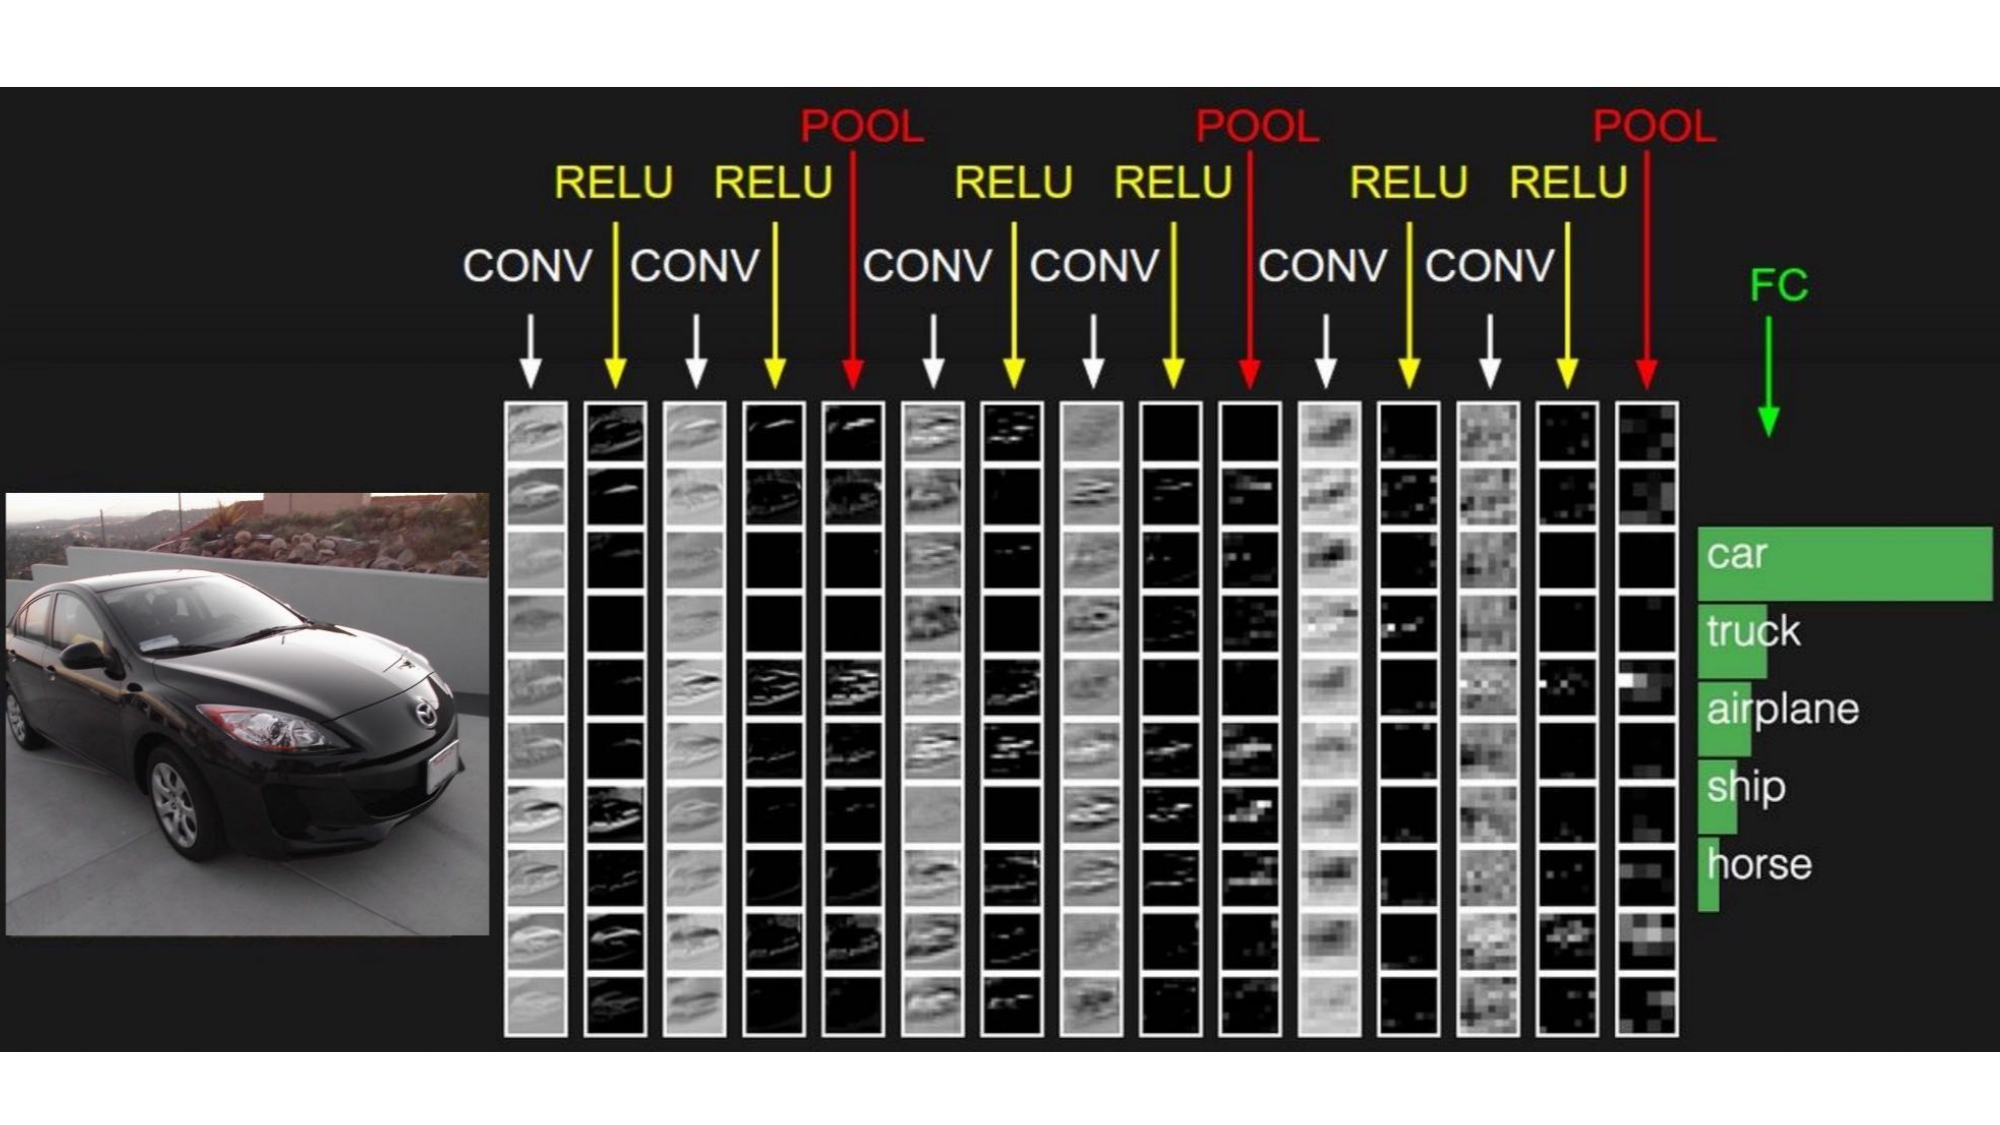 POOL POOL POOL
RELU RELU RELU RELU RELU RELU
CONV CONV CONV CONV CONV CONV
FC
car
truck
airplane
ship
horse